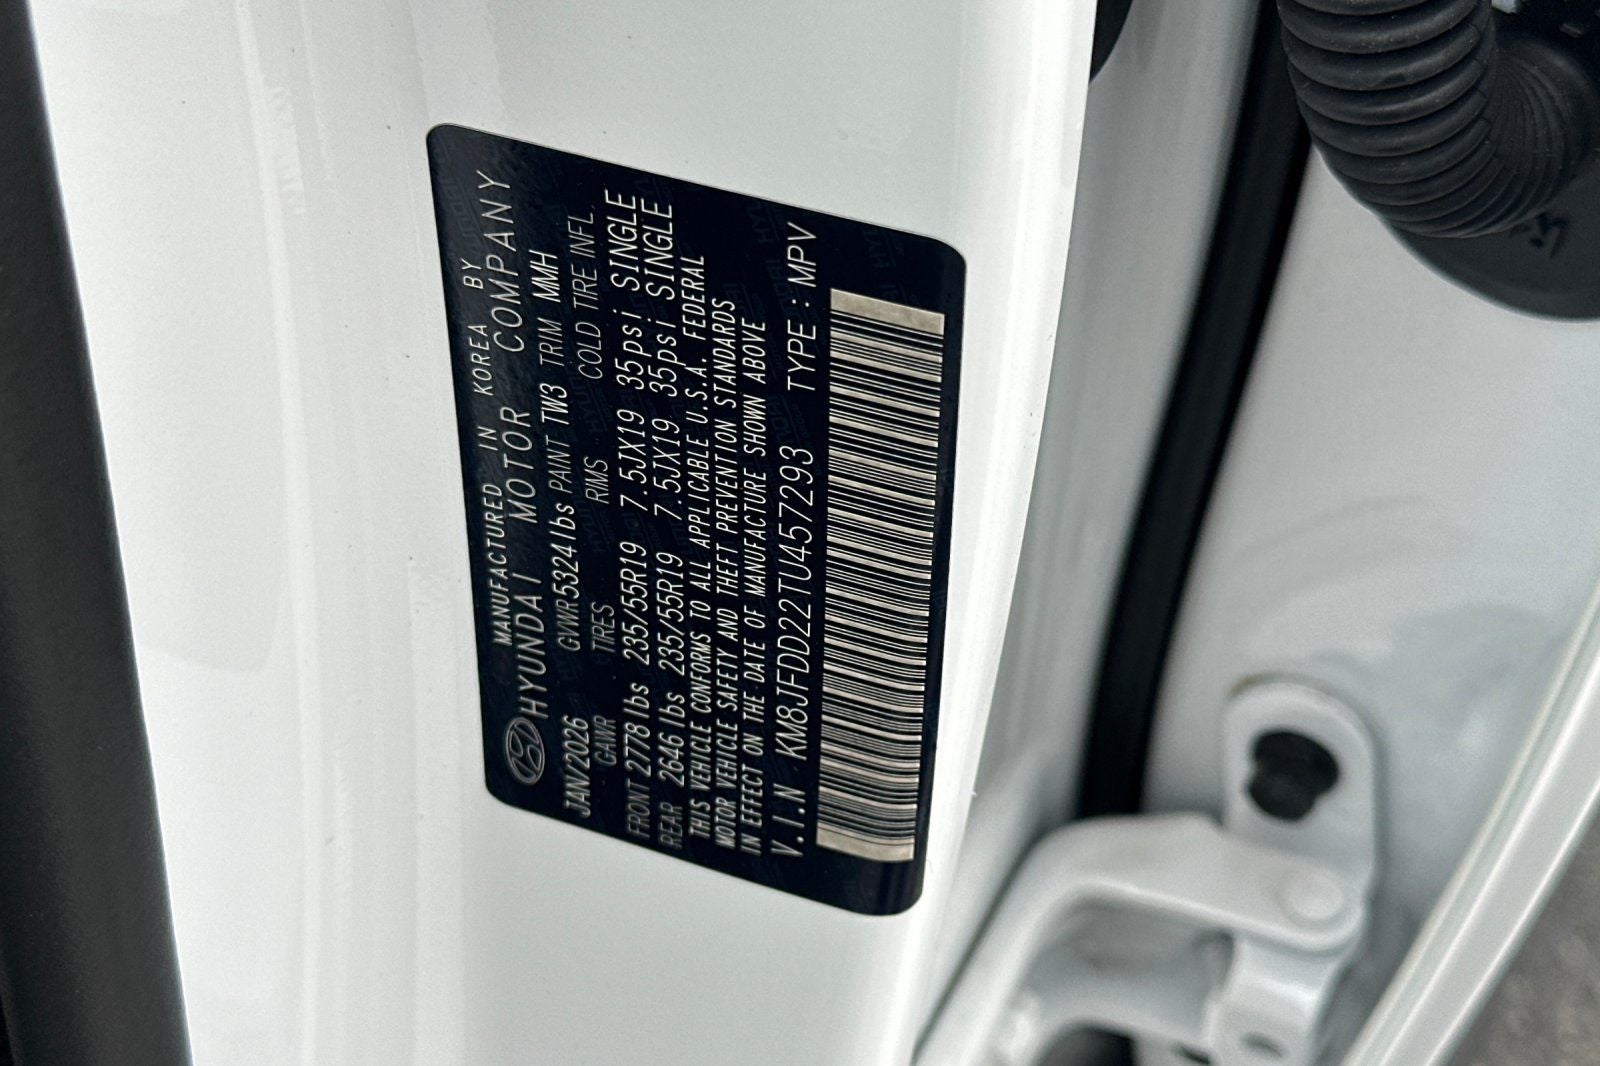 MANUFACTURED IN KOREA BY
HYUNDAI MOTOR COMPANY
JAN/2026 GVWR5324lbs PAINT TW3 TRIM MMH
GAWR TIRES RIMS COLD TIRE INFL.
FRONT 2778lbs 235/55R19 7.5JX19 35psi SINGLE
REAR 2646lbs 235/55R19 7.5JX19 35psi SINGLE
THIS VEHICLE CONFORMS TO ALL APPLICABLE U.S.A. FEDERAL
MOTOR VEHICLE SAFETY AND THEFT PREVENTION STANDARDS
IN EFFECT ON THE DATE OF MANUFACTURE SHOWN ABOVE
V.I.N KM8JFDD22TU457293 TYPE : MPV